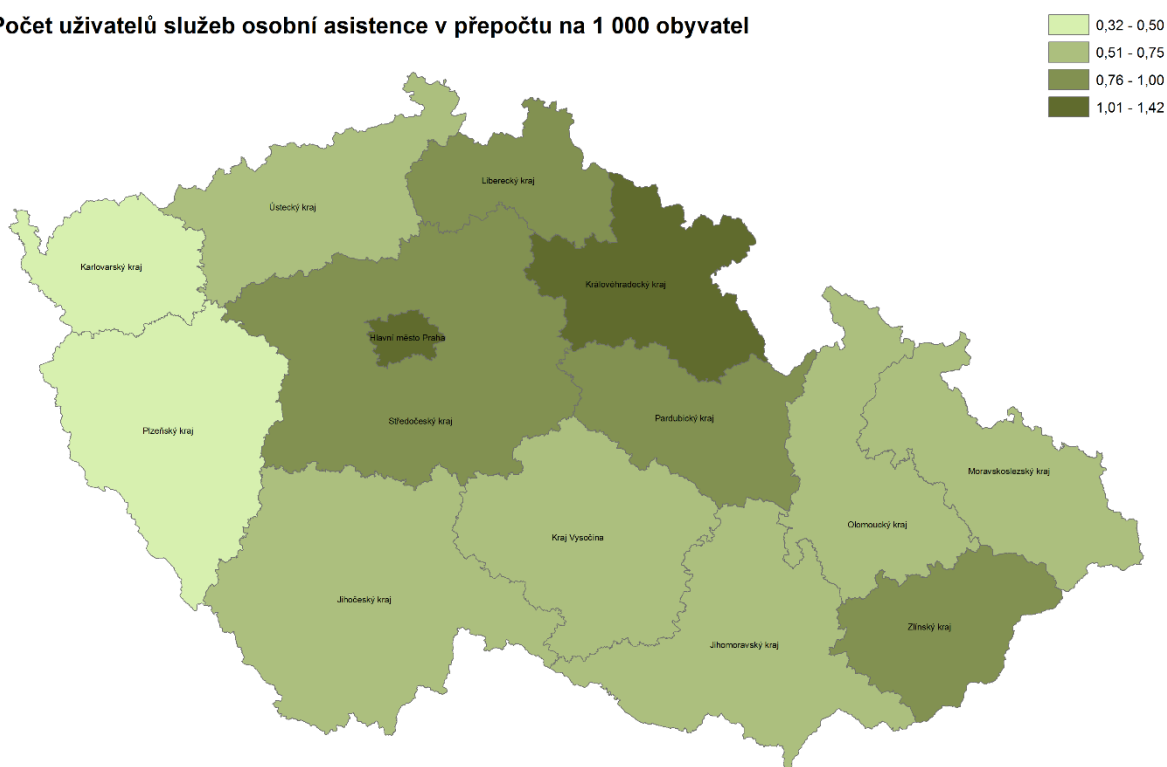 Počet uživatelů služeb osobní asistence v přepočtu na 1 000 obyvatel
0,32 - 0,50
0,51 - 0,75
0,76 - 1,00
1,01 - 1,42
Liberecký kraj
Ústecký kraj
Karlovarský kraj
Královéhradecký kraj
Hlavní město Praha
Středočeský kraj
Pardubický kraj
Plzeňský kraj
Moravskoslezský kraj
Olomoucký kraj
Kraj Vysočina
Jihočeský kraj
Zlínský kraj
Jihomoravský kraj